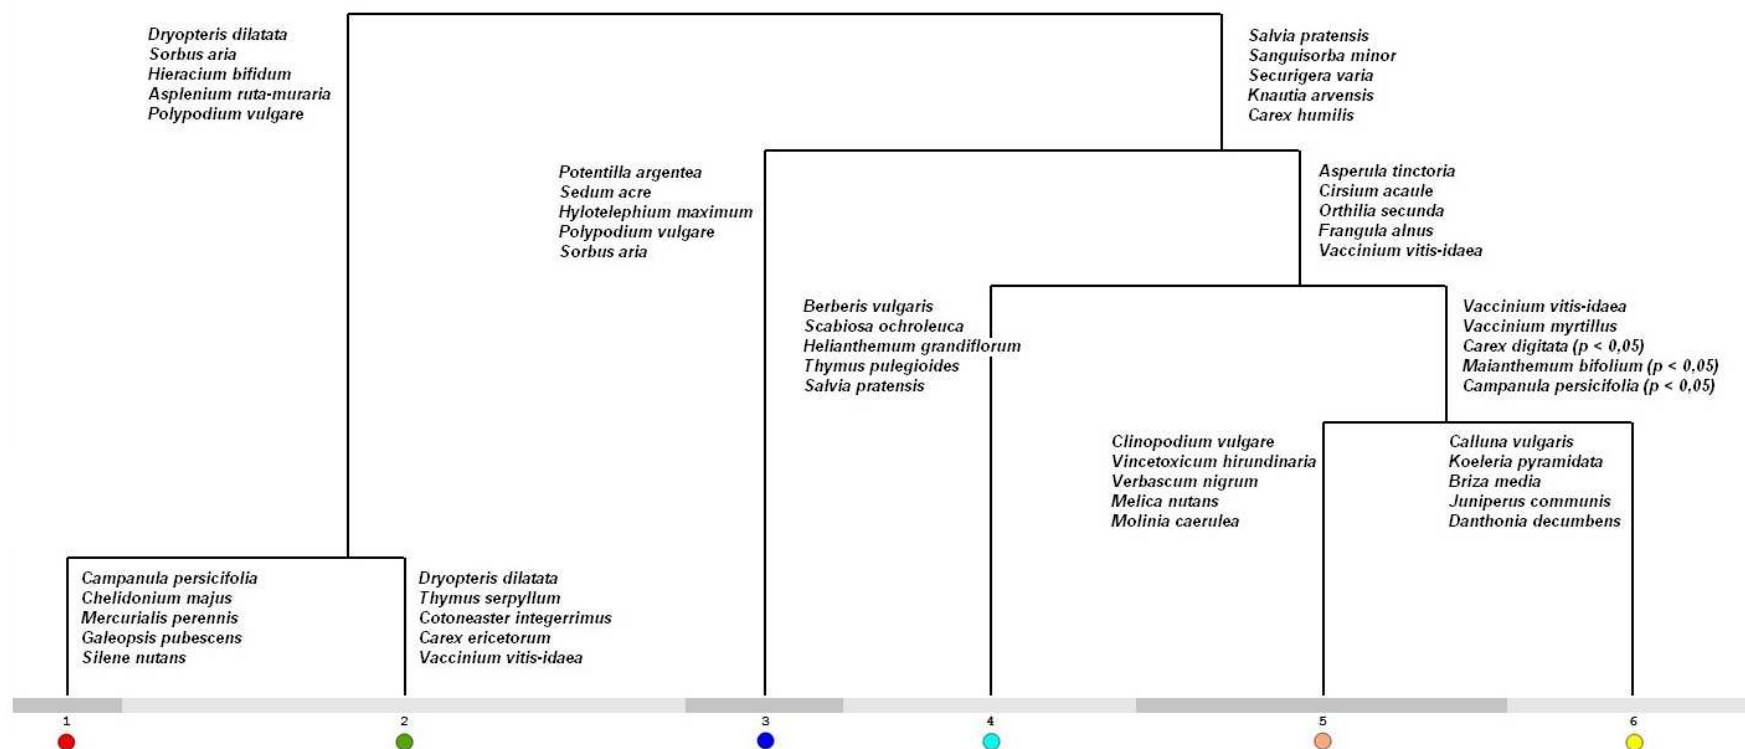 Dryopteris dilatata
Sorbus aria
Hieracium bifidum
Asplenium ruta-muraria
Polypodium vulgare
Salvia pratensis
Sanguisorba minor
Securigera varia
Knautia arvensis
Carex humilis
Potentilla argentea
Sedum acre
Hylotelephium maximum
Polypodium vulgare
Sorbus aria
Asperula tinctoria
Cirsium acaule
Orthilia secunda
Frangula alnus
Vaccinium vitis-idaea
Berberis vulgaris
Scabiosa ochroleuca
Helianthemum grandiflorum
Thymus pulegioides
Salvia pratensis
Vaccinium vitis-idaea
Vaccinium myrtillus
Carex digitata (p < 0,05)
Maianthemum bifolium (p < 0,05)
Campanula persicifolia (p < 0,05)
Clinopodium vulgare
Vincetoxicum hirundinaria
Verbascum nigrum
Melica nutans
Molinia caerulea
Calluna vulgaris
Koeleria pyramidata
Briza media
Juniperus communis
Danthonia decumbens
Campanula persicifolia
Chelidonium majus
Mercurialis perennis
Galeopsis pubescens
Silene nutans
Dryopteris dilatata
Thymus serpyllum
Cotoneaster integerrimus
Carex ericetorum
Vaccinium vitis-idaea
1 2 3 4 5 6